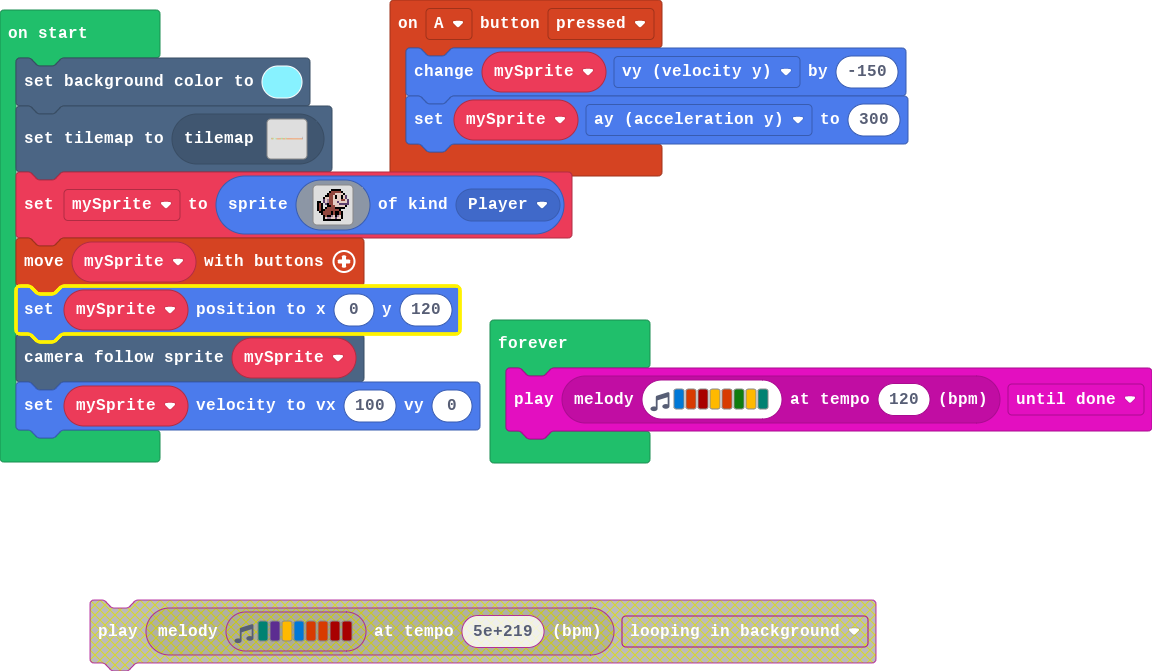 on start
set background color to
set tilemap to tilemap
set mySprite to sprite of kind Player
move mySprite with buttons
set mySprite position to x 0 y 120
camera follow sprite mySprite
set mySprite velocity to vx 100 vy 0
on A button pressed
change mySprite vy (velocity y) by -150
set mySprite ay (acceleration y) to 300
forever
play melody at tempo 120 (bpm) until done
play melody at tempo 5e+219 (bpm) looping in background